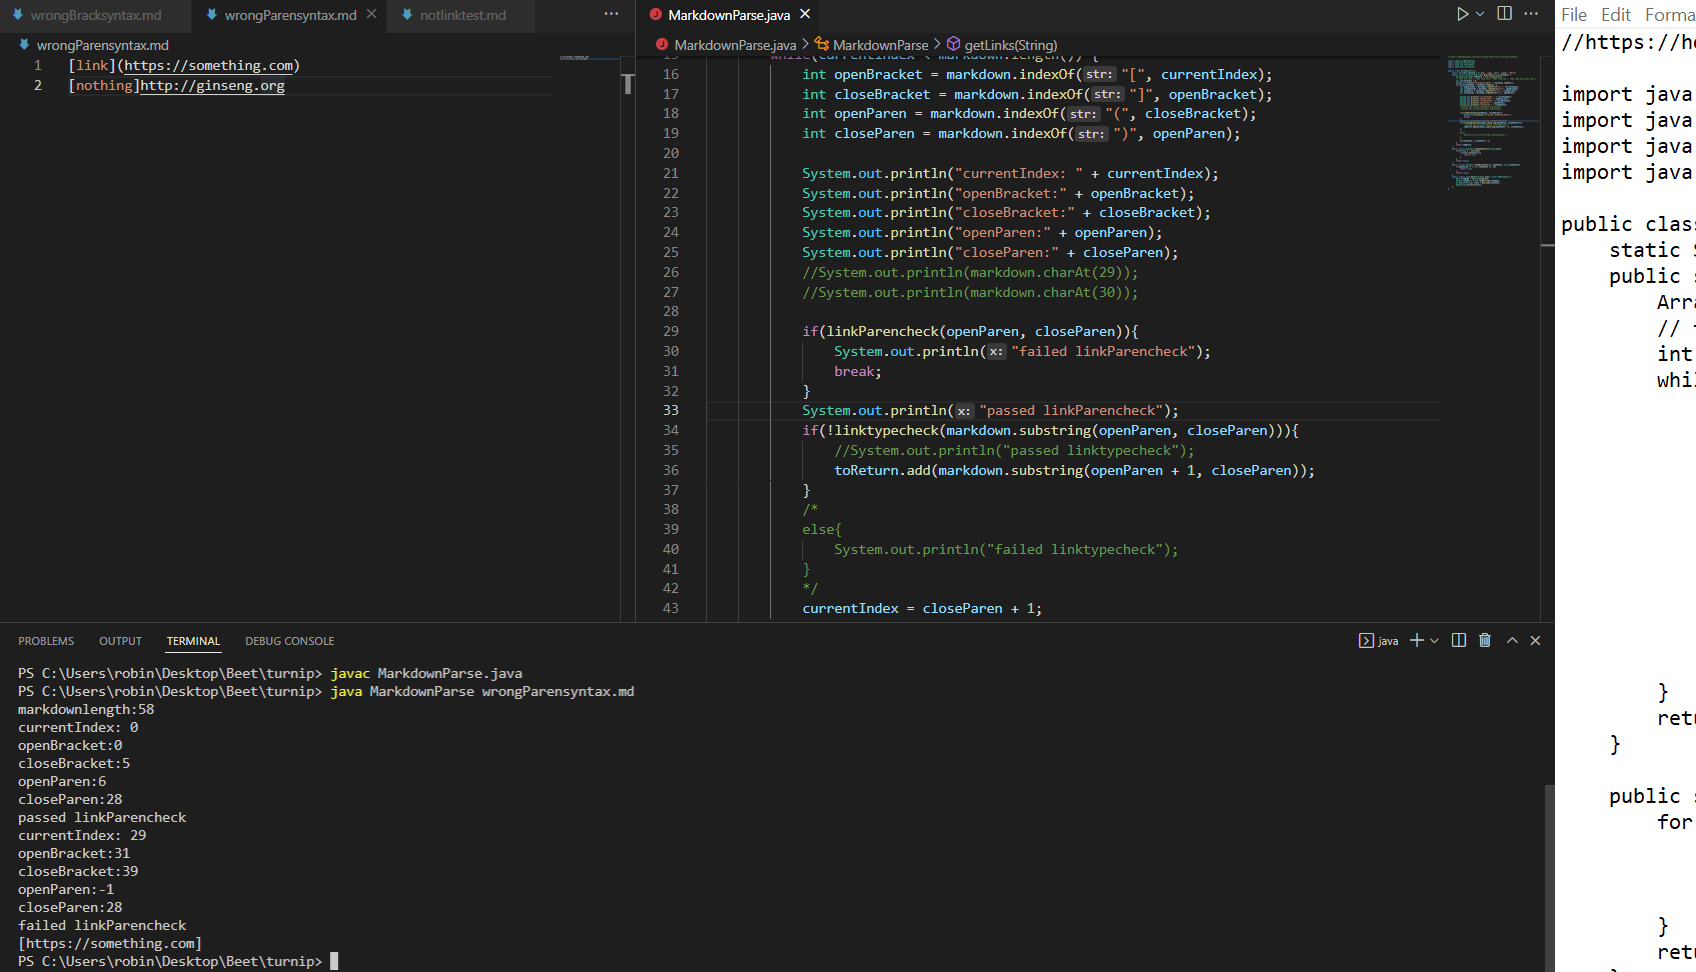 wrongBracksyntax.md
wrongParensyntax.md
notlinktest.md
wrongParensyntax.md
1 [link](https://something.com)
2 [nothing]http://ginseng.org
MarkdownParse.java
MarkdownParse.java > MarkdownParse > getLinks(String)
16 int openBracket = markdown.indexOf(str: "[", currentIndex);
17 int closeBracket = markdown.indexOf(str: "]", openBracket);
18 int openParen = markdown.indexOf(str: "(", closeBracket);
19 int closeParen = markdown.indexOf(str: ")", openParen);
20
21 System.out.println("currentIndex: " + currentIndex);
22 System.out.println("openBracket:" + openBracket);
23 System.out.println("closeBracket:" + closeBracket);
24 System.out.println("openParen:" + openParen);
25 System.out.println("closeParen:" + closeParen);
26 //System.out.println(markdown.charAt(29));
27 //System.out.println(markdown.charAt(30));
28
29 if(linkParencheck(openParen, closeParen)){
30 System.out.println(x: "failed linkParencheck");
31 break;
32 }
33 System.out.println(x: "passed linkParencheck");
34 if(!linktypecheck(markdown.substring(openParen, closeParen))){
35 //System.out.println("passed linktypecheck");
36 toReturn.add(markdown.substring(openParen + 1, closeParen));
37 }
38 /*
39 else{
40 System.out.println("failed linktypecheck");
41 }
42 */
43 currentIndex = closeParen + 1;
PROBLEMS OUTPUT TERMINAL DEBUG CONSOLE
java
PS C:\Users\robin\Desktop\Beet\turnip> javac MarkdownParse.java
PS C:\Users\robin\Desktop\Beet\turnip> java MarkdownParse wrongParensyntax.md
markdownlength:58
currentIndex: 0
openBracket:0
closeBracket:5
openParen:6
closeParen:28
passed linkParencheck
currentIndex: 29
openBracket:31
closeBracket:39
openParen:-1
closeParen:28
failed linkParencheck
[https://something.com]
PS C:\Users\robin\Desktop\Beet\turnip>
File Edit Forma
//https://h
import java
import java
import java
import java
public clas
static
public
Arr
//
int
whil
}
retu
}
public
for
}
retu